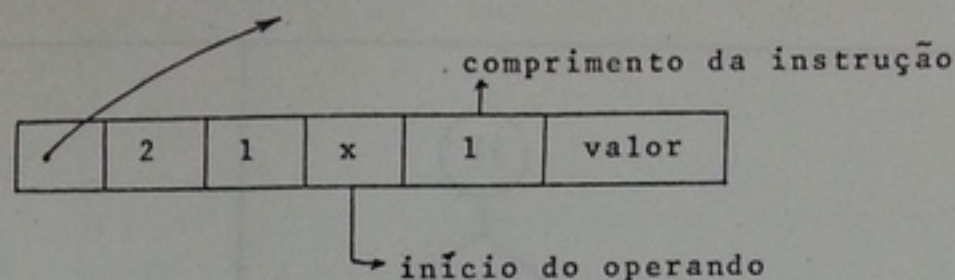 comprimento da instrução
2 1 x 1 valor
início do operando